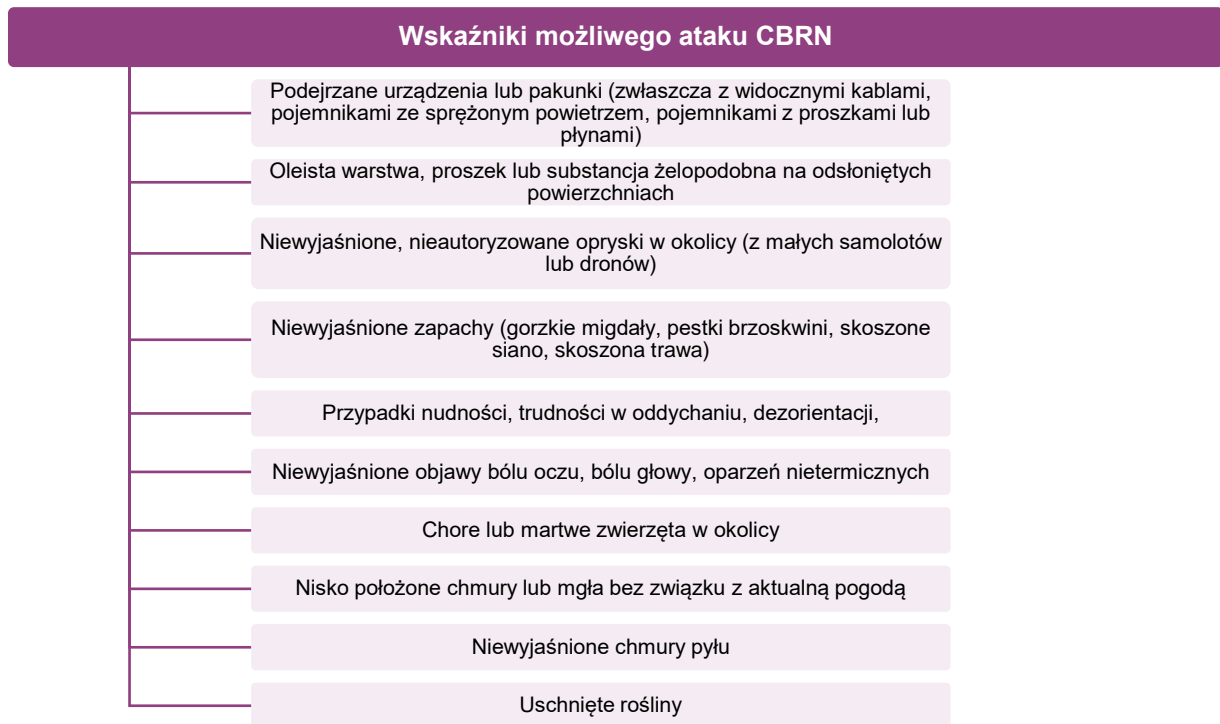 Wskaźniki możliwego ataku CBRN
Podejrzane urządzenia lub pakunki (zwłaszcza z widocznymi kablami,
pojemnikami ze sprężonym powietrzem, pojemnikami z proszkami lub
płynami)
Oleista warstwa, proszek lub substancja żelopodobna na odsłoniętych
powierzchniach
Niewyjaśnione, nieautoryzowane opryski w okolicy (z małych samolotów
lub dronów)
Niewyjaśnione zapachy (gorzkie migdały, pestki brzoskwini, skoszone
siano, skoszona trawa)
Przypadki nudności, trudności w oddychaniu, dezorientacji,
Niewyjaśnione objawy bólu oczu, bólu głowy, oparzeń nietermicznych
Chore lub martwe zwierzęta w okolicy
Nisko położone chmury lub mgła bez związku z aktualną pogodą
Niewyjaśnione chmury pyłu
Uschnięte rośliny